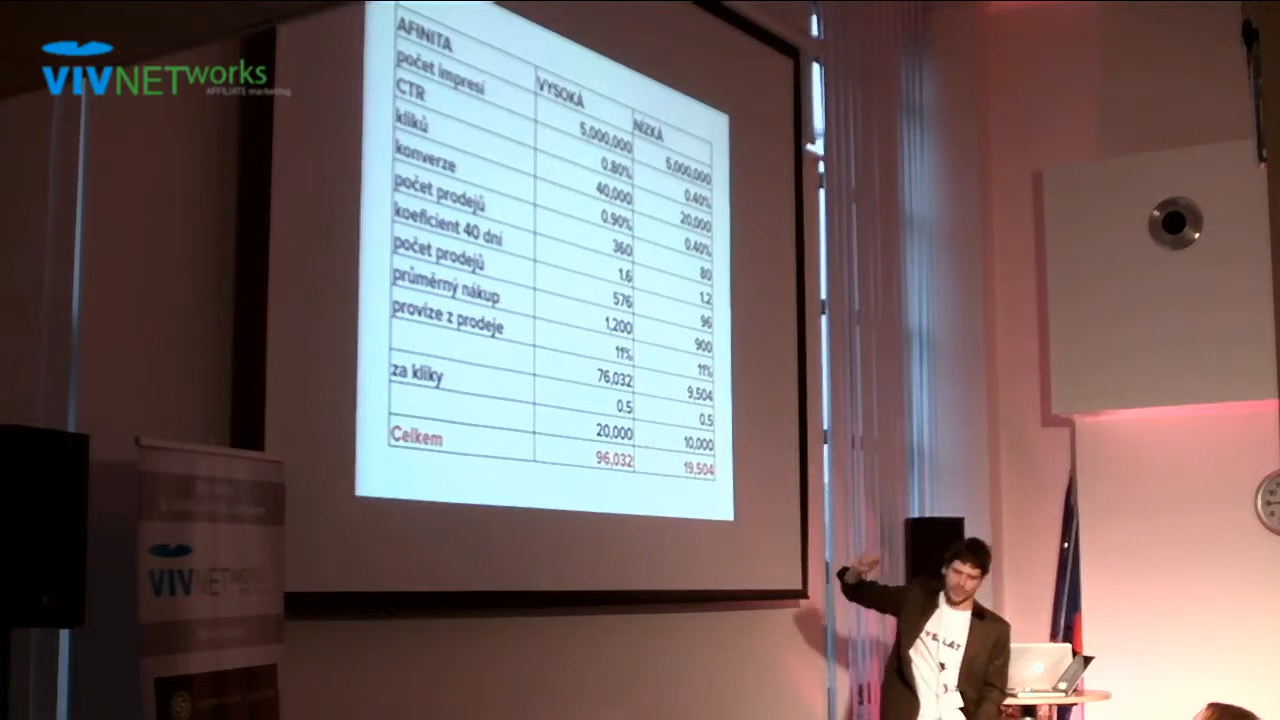 VIVNETworks
AFFILIATE marketing
AFINITA VYSOKÁ NÍZKÁ
počet impresí 5,000,000 5,000,000
CTR 0.80% 0.40%
kliků 40,000 20,000
konverze 0.90% 0.40%
počet prodejů 360 80
koeficient 40 dní 1.6 1.2
počet prodejů 576 96
průměrný nákup 1,200 900
provize z prodeje 11% 11%
76,032 9,504
za kliky 0.5 0.5
20,000 10,000
Celkem 96,032 19,504
VIVNETworks